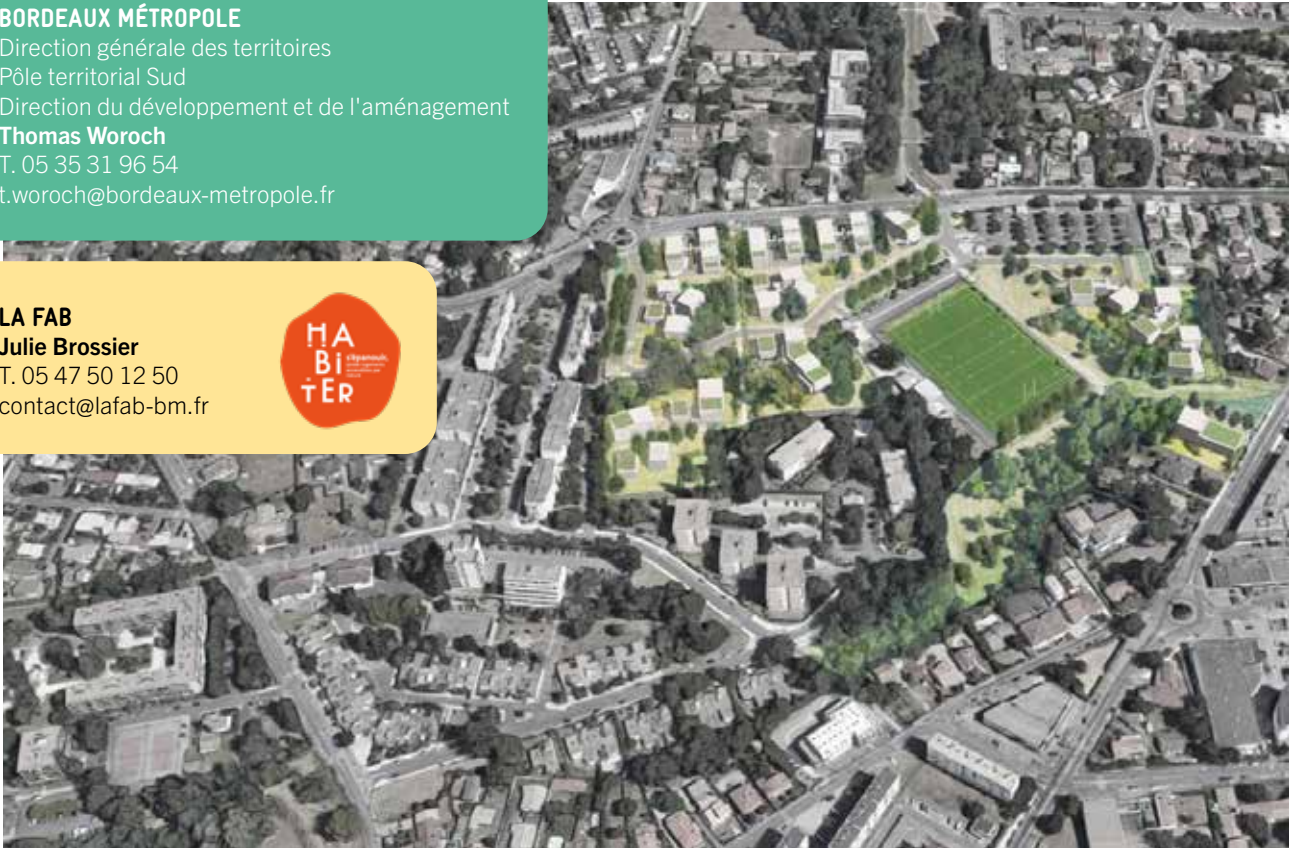 BORDEAUX MÉTROPOLE
Direction générale des territoires
Pôle territorial Sud
Direction du développement et de l'aménagement
Thomas Woroch
T. 05 35 31 96 54
t.woroch@bordeaux-metropole.fr
LA FAB
Julie Brossier
T. 05 47 50 12 50
contact@lafab-bm.fr
HA
Bi
s'épanouir,
TER